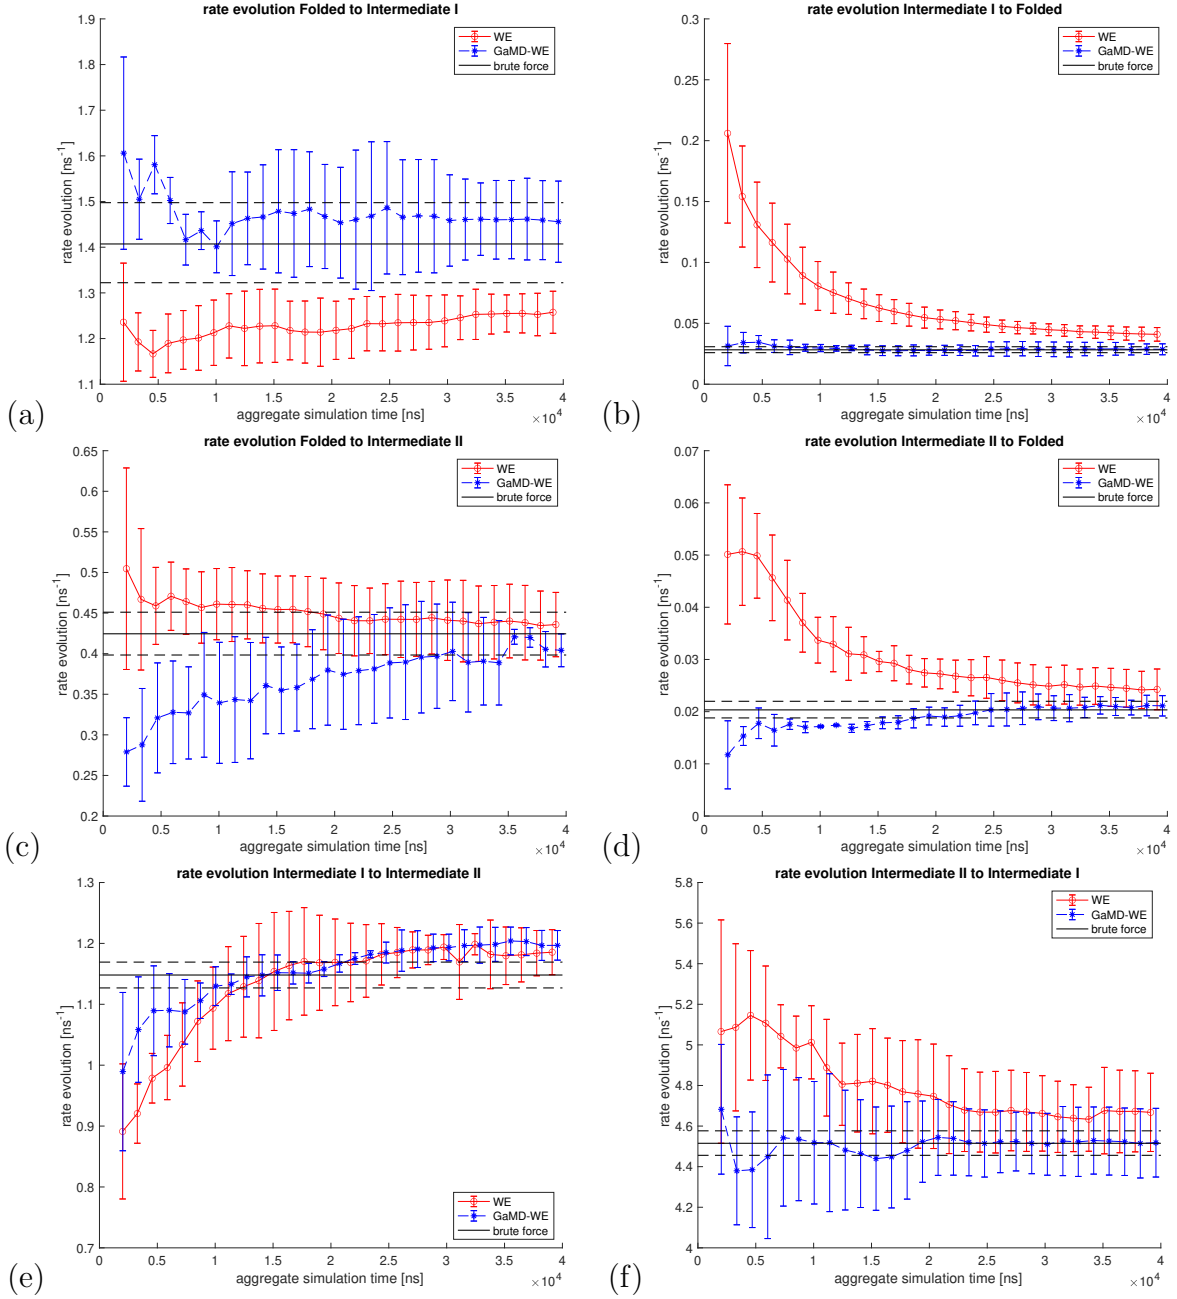 rate evolution Folded to Intermediate I
1.9
1.8
1.7
1.6
1.5
1.4
1.3
1.2
1.1
rate evolution [ns-1]
WE
GaMD-WE
brute force
0 0.5 1 1.5 2 2.5 3 3.5 4
aggregate simulation time [ns]
×10^4
(a)
rate evolution Intermediate I to Folded
0.3
0.25
0.2
0.15
0.1
0.05
0
rate evolution [ns-1]
WE
GaMD-WE
brute force
0 0.5 1 1.5 2 2.5 3 3.5 4
aggregate simulation time [ns]
×10^4
(b)
rate evolution Folded to Intermediate II
0.65
0.6
0.55
0.5
0.45
0.4
0.35
0.3
0.25
0.2
rate evolution [ns-1]
WE
GaMD-WE
brute force
0 0.5 1 1.5 2 2.5 3 3.5 4
aggregate simulation time [ns]
×10^4
(c)
rate evolution Intermediate II to Folded
0.07
0.06
0.05
0.04
0.03
0.02
0.01
0
rate evolution [ns-1]
WE
GaMD-WE
brute force
0 0.5 1 1.5 2 2.5 3 3.5 4
aggregate simulation time [ns]
×10^4
(d)
rate evolution Intermediate I to Intermediate II
1.3
1.2
1.1
1
0.9
0.8
0.7
rate evolution [ns-1]
WE
GaMD-WE
brute force
0 0.5 1 1.5 2 2.5 3 3.5 4
aggregate simulation time [ns]
×10^4
(e)
rate evolution Intermediate II to Intermediate I
5.8
5.6
5.4
5.2
5
4.8
4.6
4.4
4.2
4
rate evolution [ns-1]
WE
GaMD-WE
brute force
0 0.5 1 1.5 2 2.5 3 3.5 4
aggregate simulation time [ns]
×10^4
(f)